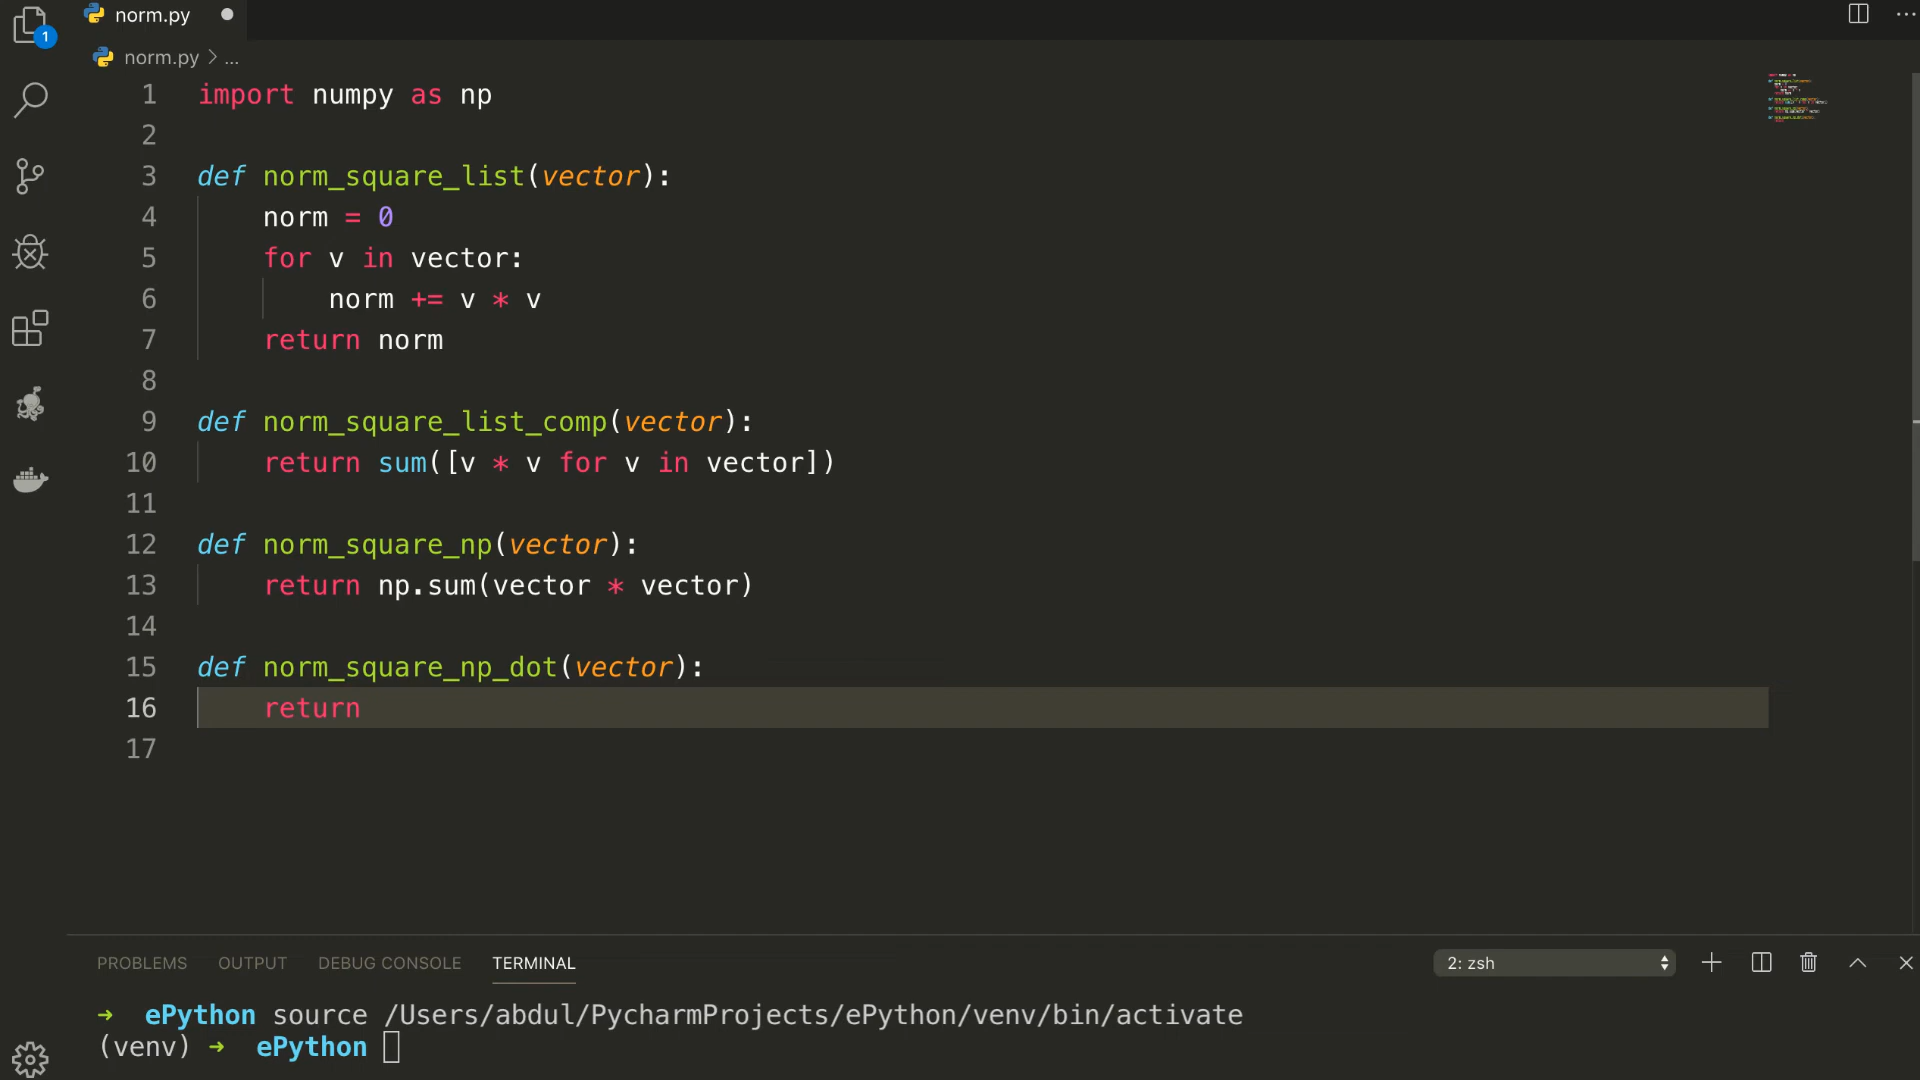 1
norm.py
norm.py > ...
1 import numpy as np
2
3 def norm_square_list(vector):
4 norm = 0
5 for v in vector:
6 norm += v * v
7 return norm
8
9 def norm_square_list_comp(vector):
10 return sum([v * v for v in vector])
11
12 def norm_square_np(vector):
13 return np.sum(vector * vector)
14
15 def norm_square_np_dot(vector):
16 return
17
PROBLEMS OUTPUT DEBUG CONSOLE TERMINAL 2: zsh
→ ePython source /Users/abdul/PycharmProjects/ePython/venv/bin/activate
(venv) → ePython